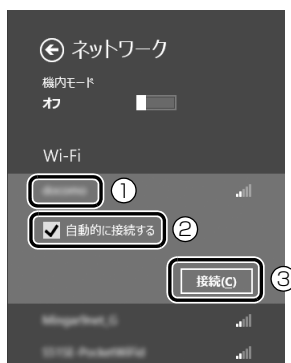 ネットワーク
機内モード
オフ
Wi-Fi
①
自動的に接続する ②
接続(C) ③